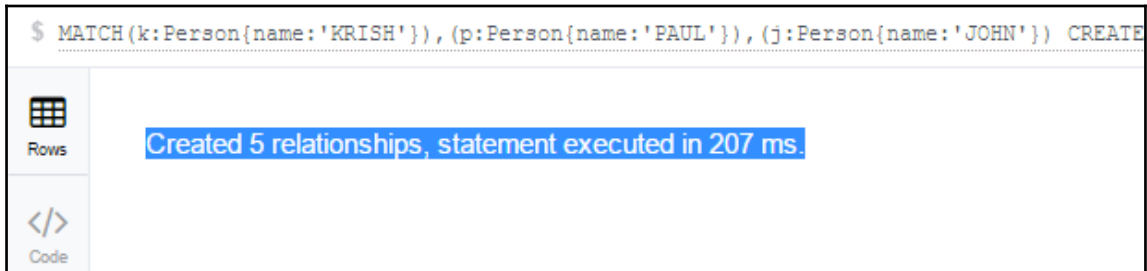 $ MATCH(k:Person{name:'KRISH'}),(p:Person{name:'PAUL'}),(j:Person{name:'JOHN'}) CREATE
Rows
Created 5 relationships, statement executed in 207 ms.
</>
Code